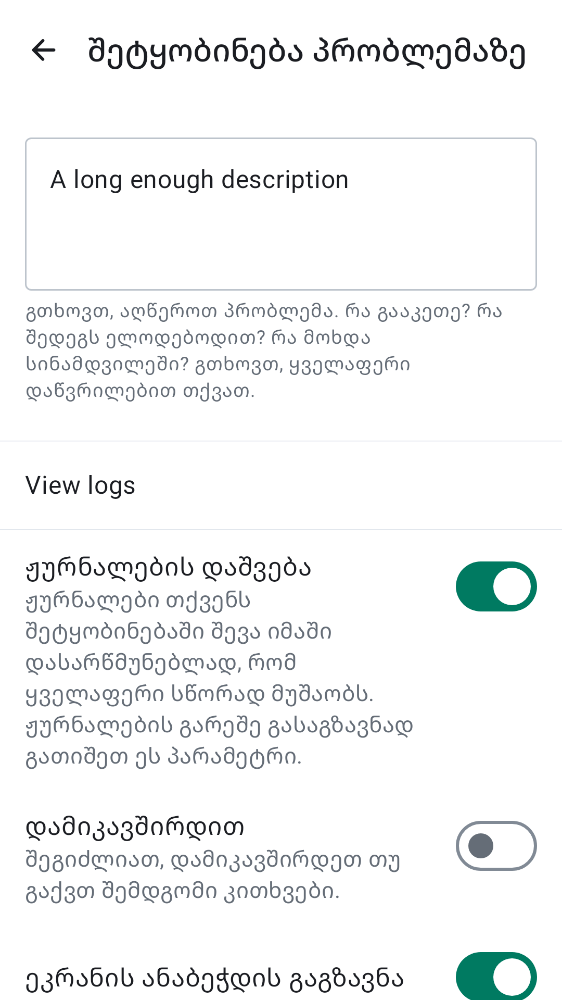 შეტყობინება პრობლემაზე
A long enough description
გთხოვთ, აღწეროთ პრობლემა. რა გააკეთე? რა
შედეგს ელოდებოდით? რა მოხდა
სინამდვილეში? გთხოვთ, ყველაფერი
დაწვრილებით თქვათ.
View logs
ჟურნალების დაშვება
ჟურნალები თქვენს
შეტყობინებაში შევა იმაში
დასარწმუნებლად, რომ
ყველაფერი სწორად მუშაობს.
ჟურნალების გარეშე გასაგზავნად
გათიშეთ ეს პარამეტრი.
დამიკავშირდით
შეგიძლიათ, დამიკავშირდეთ თუ
გაქვთ შემდგომი კითხვები.
ეკრანის ანაბეჭდის გაგზავნა